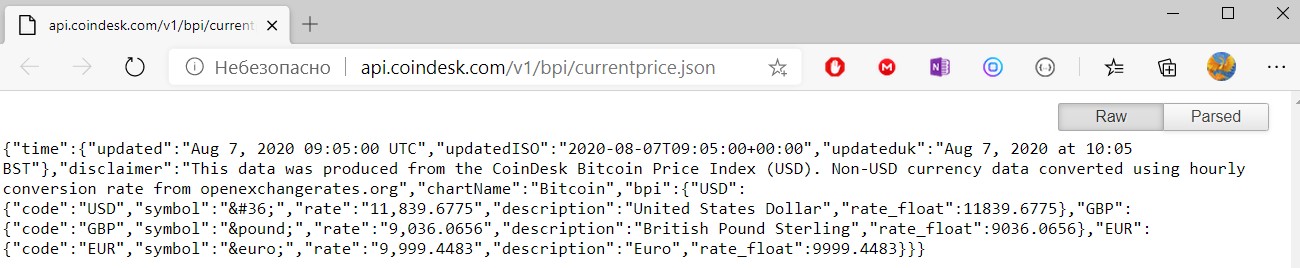 api.coindesk.com/v1/bpi/current
Небезопасно api.coindesk.com/v1/bpi/currentprice.json
Raw Parsed
{"time":{"updated":"Aug 7, 2020 09:05:00 UTC","updatedISO":"2020-08-07T09:05:00+00:00","updateduk":"Aug 7, 2020 at 10:05
BST"},"disclaimer":"This data was produced from the CoinDesk Bitcoin Price Index (USD). Non-USD currency data converted using hourly
conversion rate from openexchangerates.org","chartName":"Bitcoin","bpi":{"USD":
{"code":"USD","symbol":"&#36;","rate":"11,839.6775","description":"United States Dollar","rate_float":11839.6775},"GBP":
{"code":"GBP","symbol":"&pound;","rate":"9,036.0656","description":"British Pound Sterling","rate_float":9036.0656},"EUR":
{"code":"EUR","symbol":"&euro;","rate":"9,999.4483","description":"Euro","rate_float":9999.4483}}}